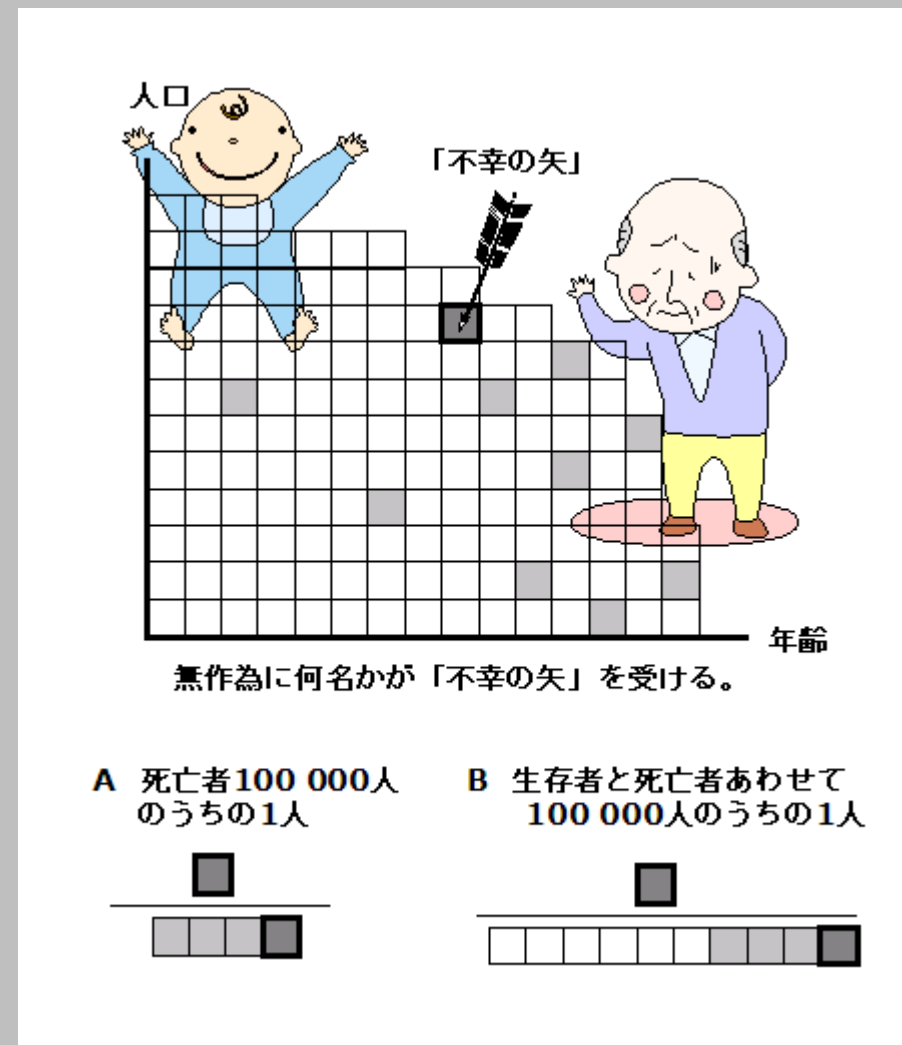 人口
「不幸の矢」
年齢
無作為に何名かが「不幸の矢」を受ける。
A 死亡者100 000人
のうちの1人
B 生存者と死亡者あわせて
100 000人のうちの1人